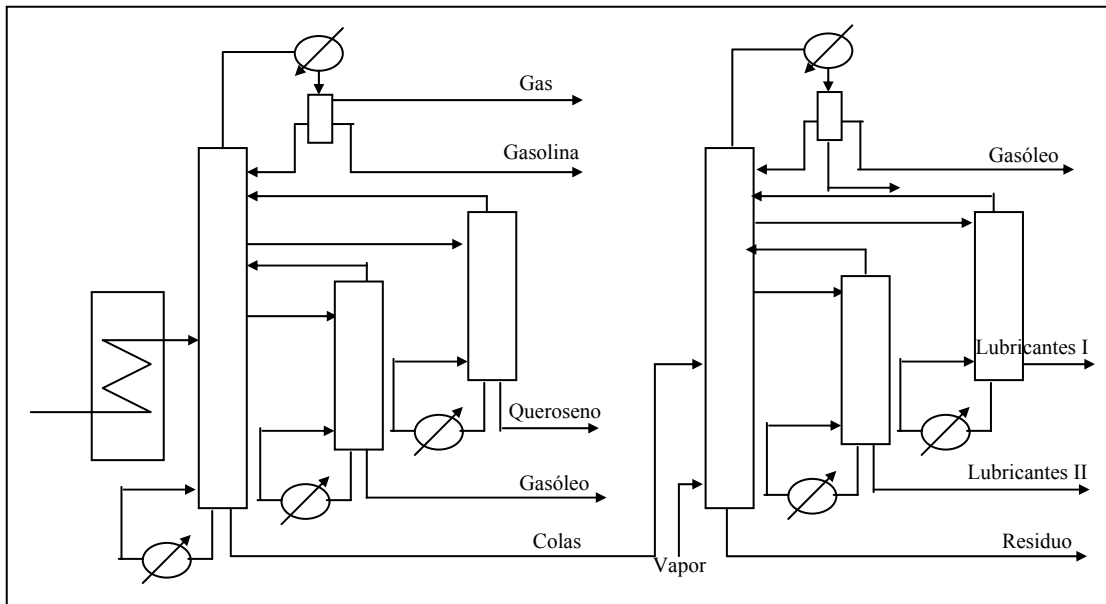 Gas
Gasolina
Queroseno
Gasóleo
Colas
Vapor
Gasóleo
Lubricantes I
Lubricantes II
Residuo